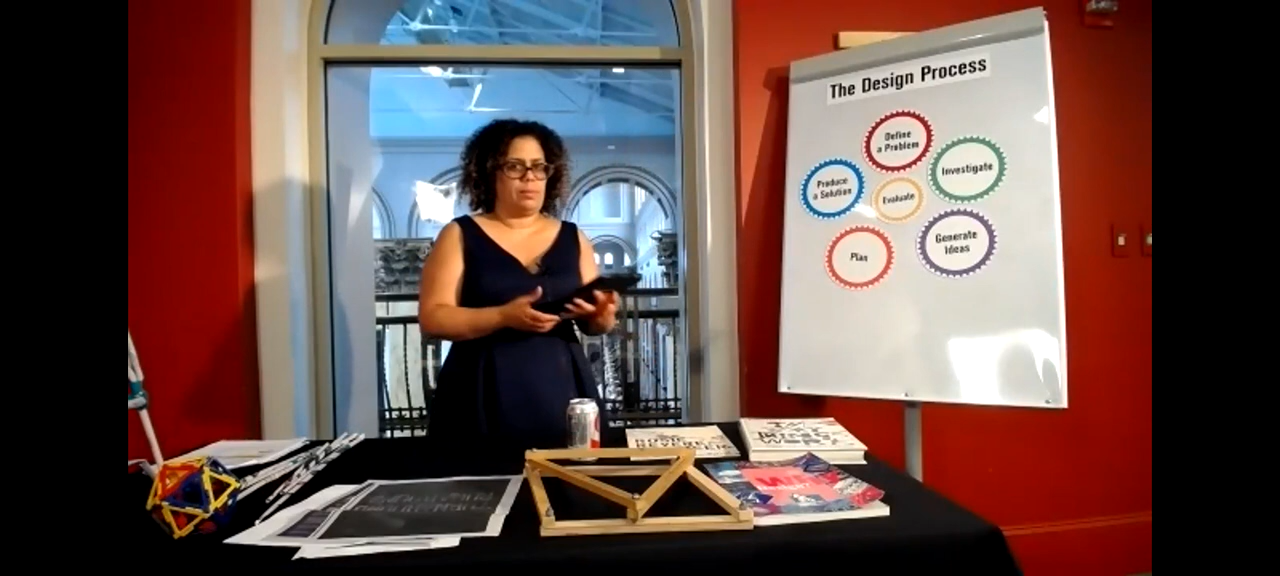 The Design Process
Define
a Problem
Investigate
Produce
a Solution
Evaluate
Generate
Ideas
Plan